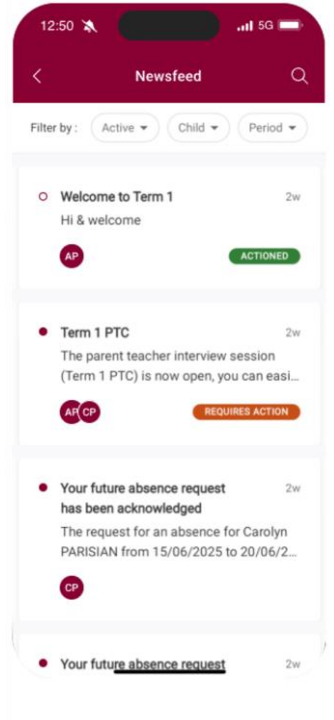 12:50 5G
Newsfeed
Filter by : Active Child Period
Welcome to Term 1 2w
Hi & welcome
AP ACTIONED
Term 1 PTC 2w
The parent teacher interview session
(Term 1 PTC) is now open, you can easi...
AP CP REQUIRES ACTION
Your future absence request 2w
has been acknowledged
The request for an absence for Carolyn
PARISIAN from 15/06/2025 to 20/06/2...
CP
Your future absence request 2w